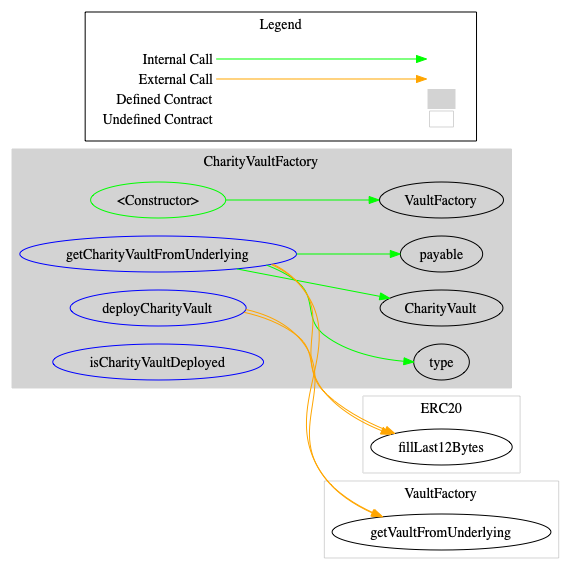 Legend
Internal Call
External Call
Defined Contract
Undefined Contract
CharityVaultFactory
<Constructor>
VaultFactory
getCharityVaultFromUnderlying
payable
deployCharityVault
CharityVault
isCharityVaultDeployed
type
ERC20
fillLast12Bytes
VaultFactory
getVaultFromUnderlying